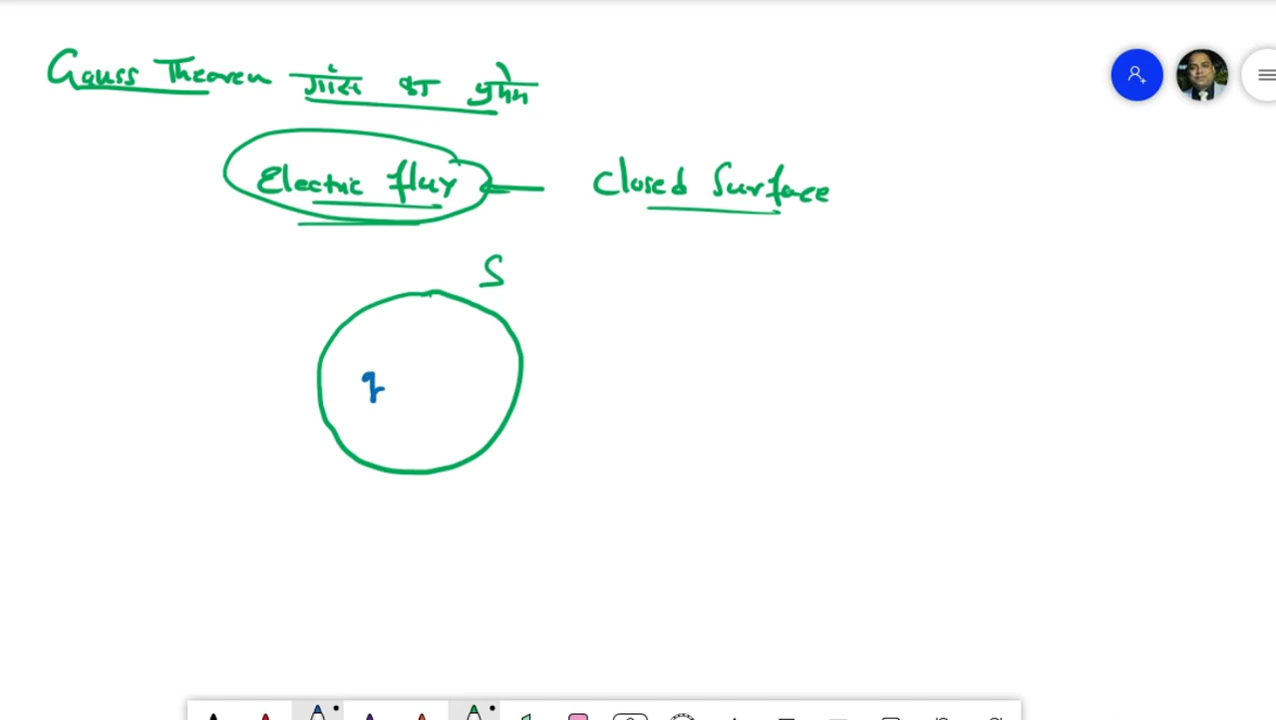 Gauss Theorem गॉस का प्रमेय
Electric flux closed Surface
S
q